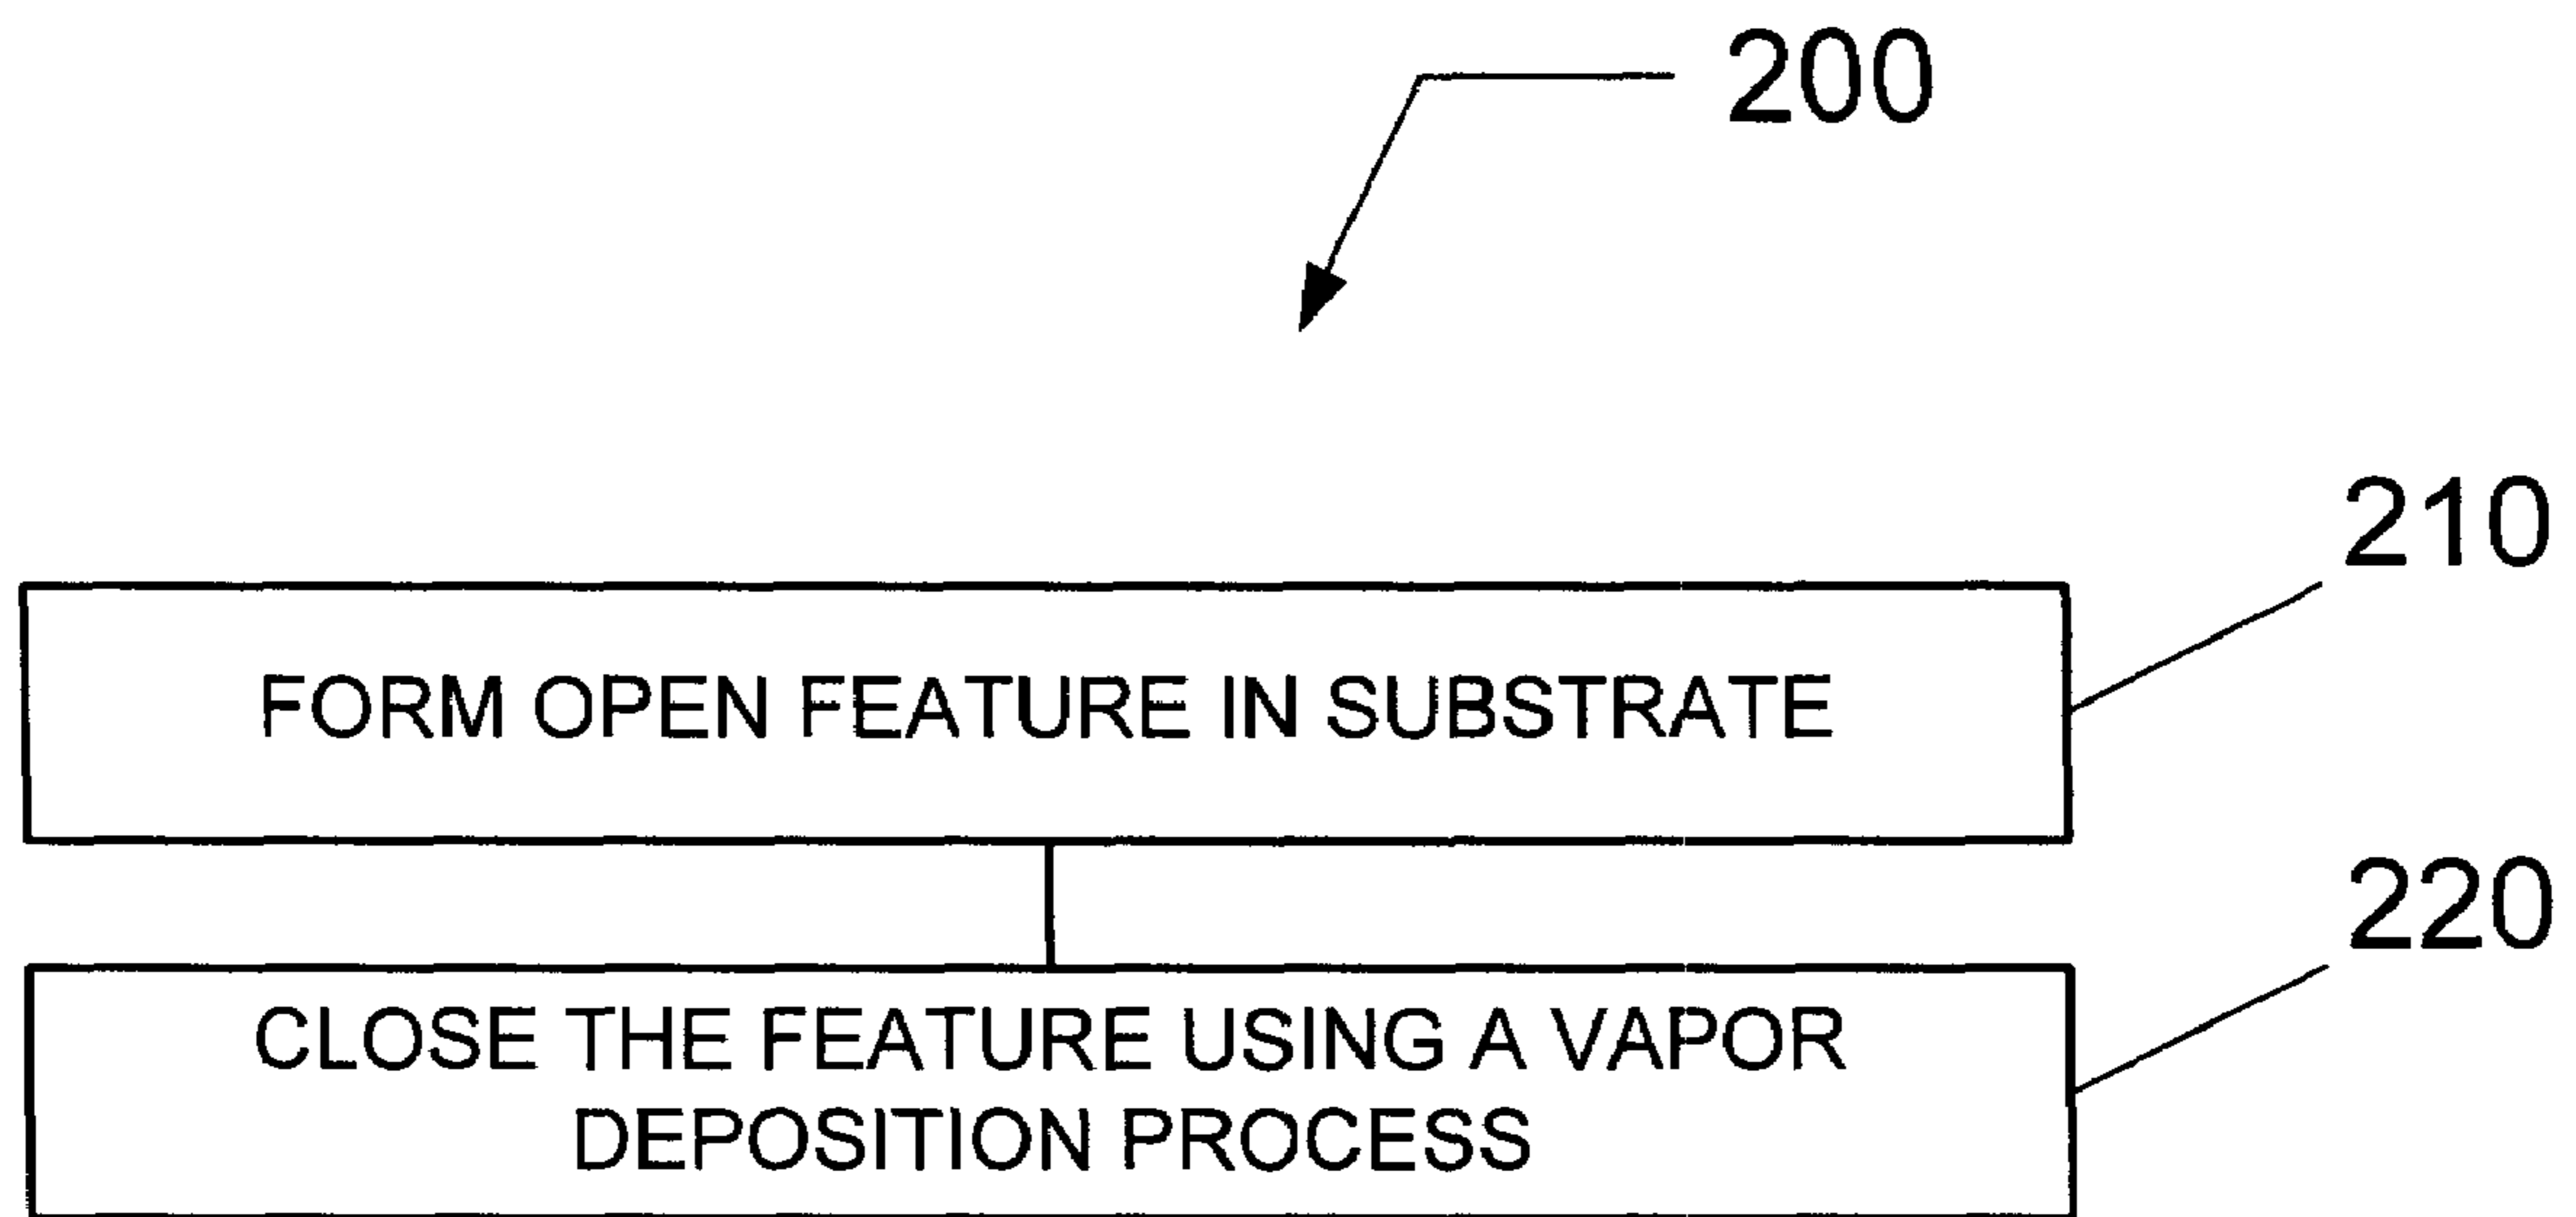 200
210
FORM OPEN FEATURE IN SUBSTRATE
220
CLOSE THE FEATURE USING A VAPOR
DEPOSITION PROCESS